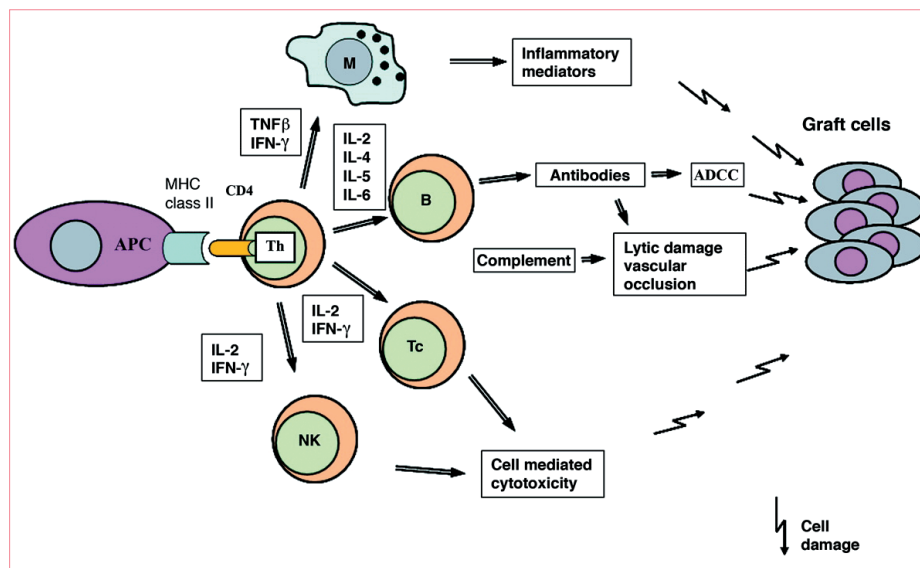 M
Inflammatory
mediators
TNFβ
IFN-γ
IL-2
IL-4
IL-5
IL-6
Graft cells
MHC
class II
CD4
B
Antibodies
ADCC
APC
Th
Complement
Lytic damage
vascular
occlusion
IL-2
IFN-γ
IL-2
IFN-γ
Tc
NK
Cell mediated
cytotoxicity
Cell
damage